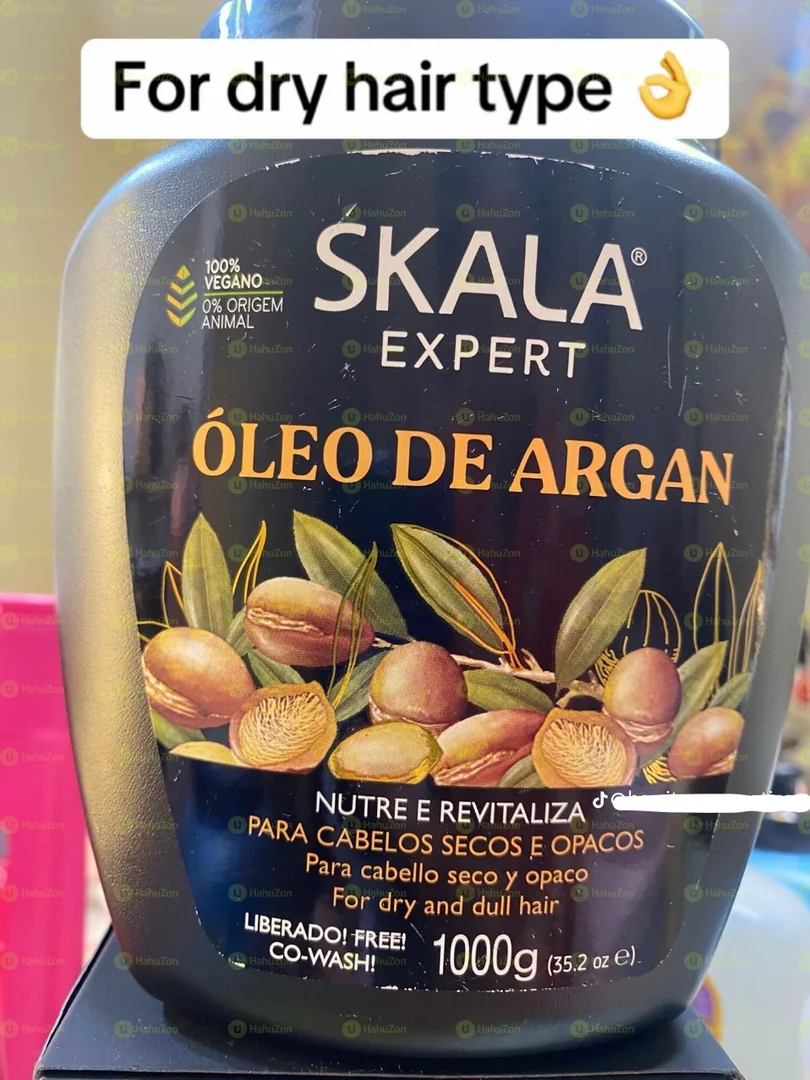 For dry hair type 👌
SKALA®
EXPERT
100%
VEGANO
0% ORIGEM
ANIMAL
ÓLEO DE ARGAN
NUTRE E REVITALIZA
PARA CABELOS SECOS E OPACOS
Para cabello seco y opaco
For dry and dull hair
LIBERADO! FREE!
CO-WASH!
1000g (35.2 oz e)
HahuZon